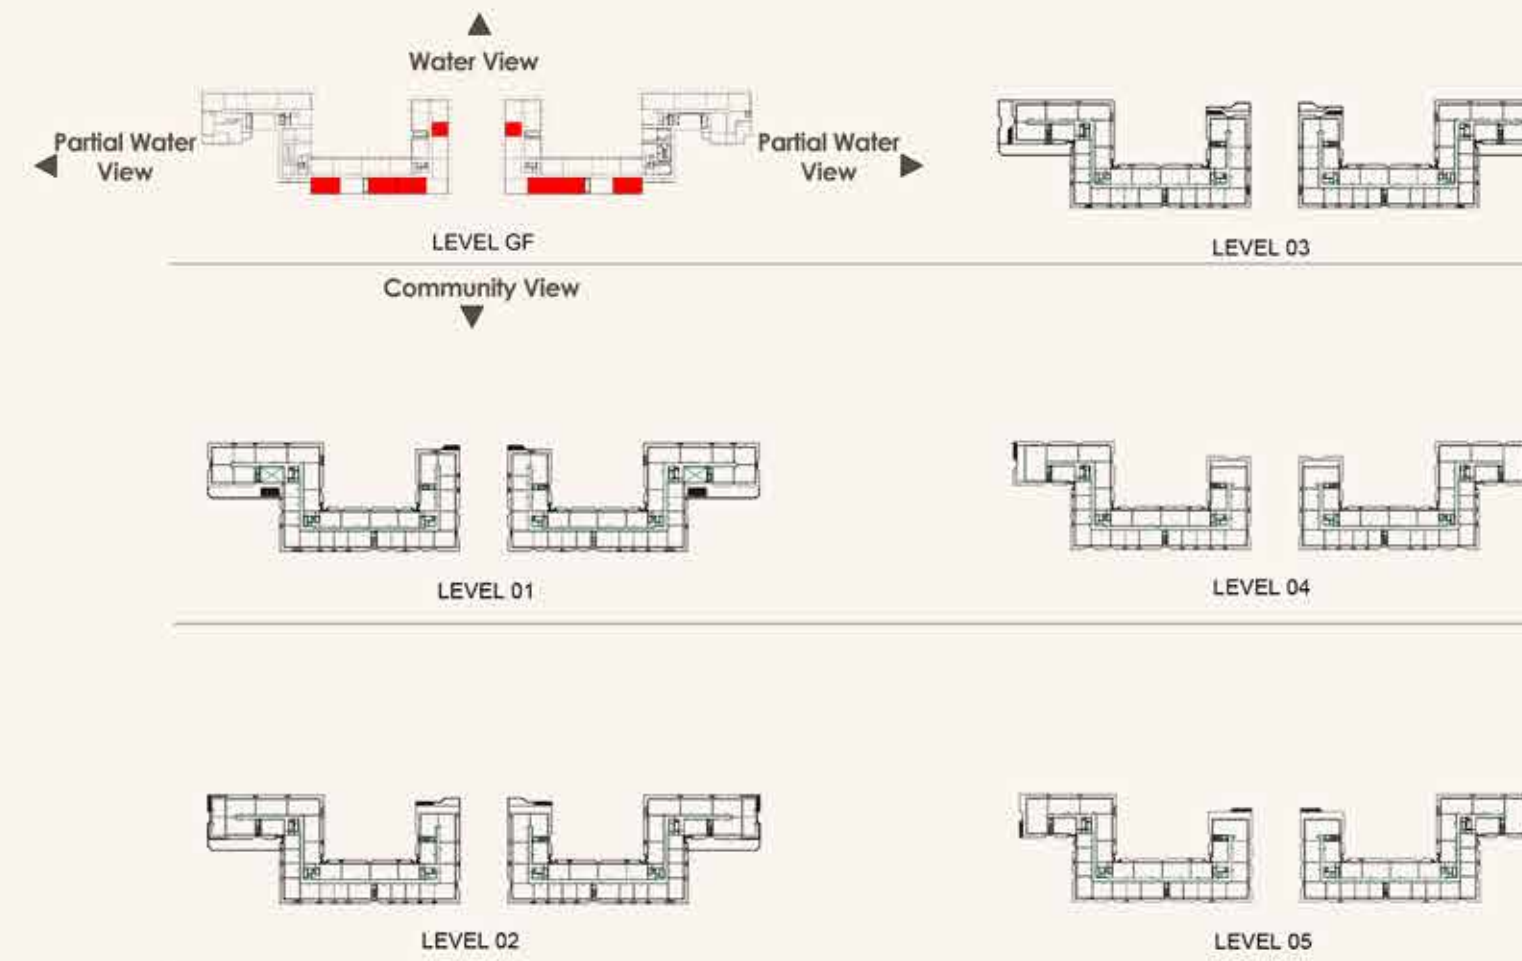 Water View
Partial Water
View
Partial Water
View
LEVEL GF
LEVEL 03
Community View
LEVEL 01
LEVEL 04
LEVEL 02
LEVEL 05